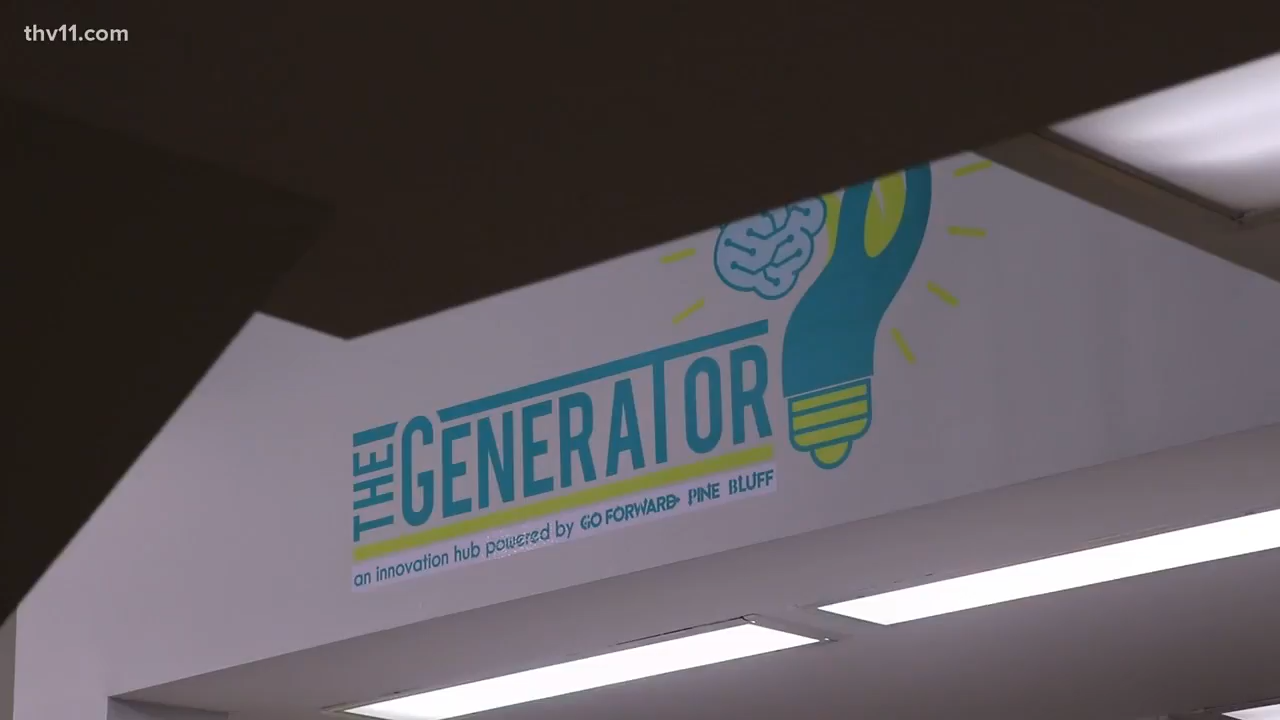 thv11.com
THE GENERATOR
an innovation hub powered by GO FORWARD PINE BLUFF